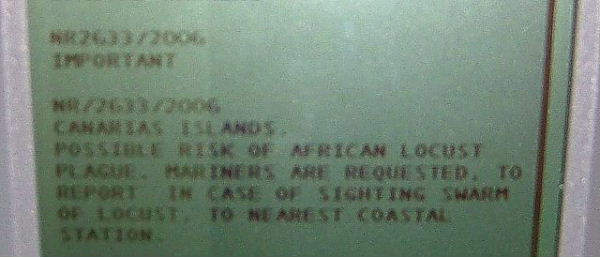 NR2633/2006
IMPORTANT
NR/2633/2006
CANARIAS ISLANDS.
POSSIBLE RISK OF AFRICAN LOCUST
PLAGUE. MARINERS ARE REQUESTED, TO
REPORT IN CASE OF SIGHTING SWARM
OF LOCUST, TO NEAREST COASTAL
STATION.